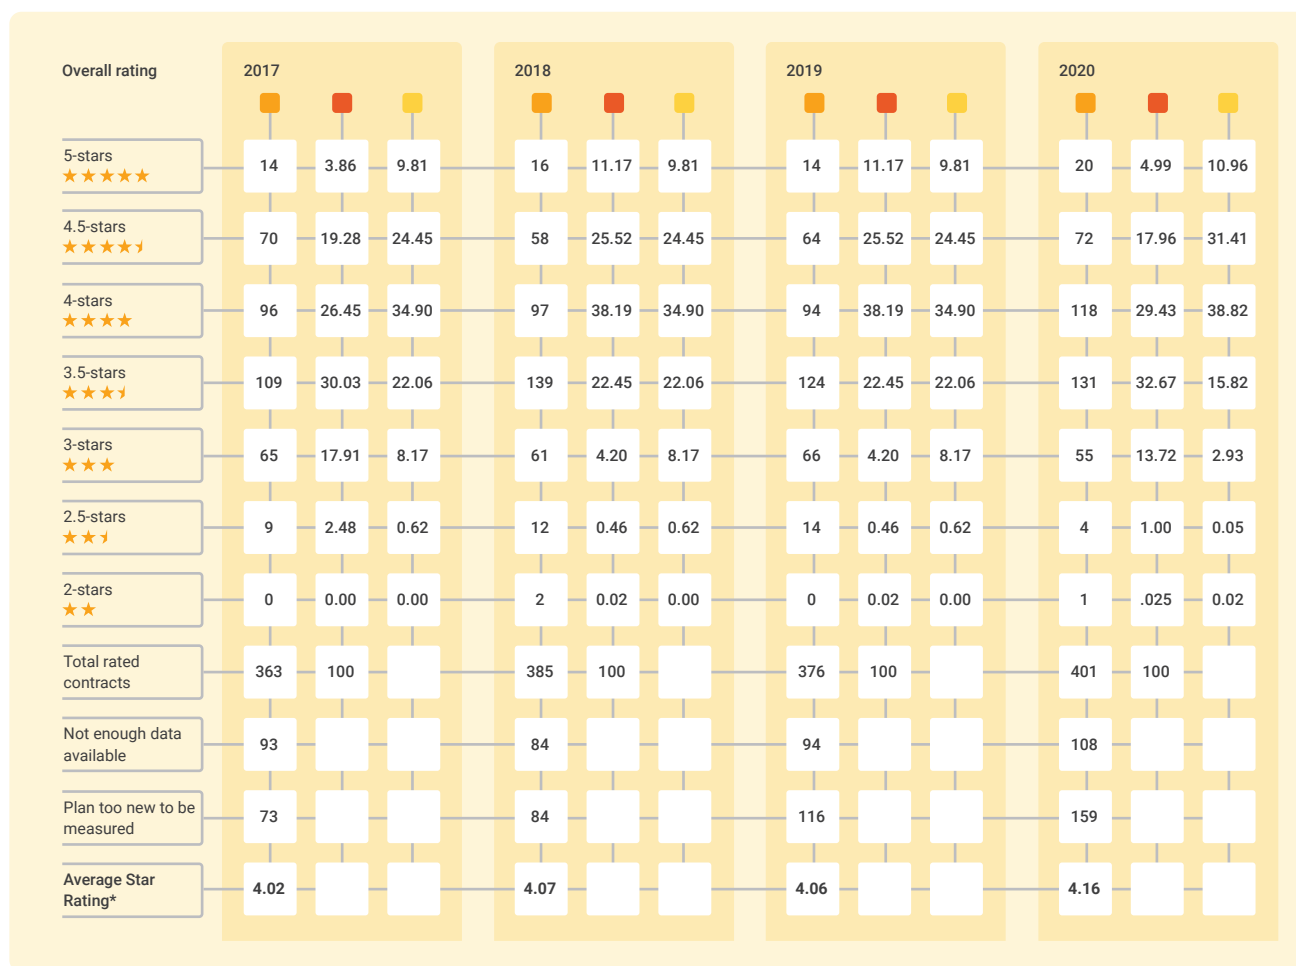 Overall rating 2017 2018 2019 2020
5-stars 14 3.86 9.81 16 11.17 9.81 14 11.17 9.81 20 4.99 10.96
4.5-stars 70 19.28 24.45 58 25.52 24.45 64 25.52 24.45 72 17.96 31.41
4-stars 96 26.45 34.90 97 38.19 34.90 94 38.19 34.90 118 29.43 38.82
3.5-stars 109 30.03 22.06 139 22.45 22.06 124 22.45 22.06 131 32.67 15.82
3-stars 65 17.91 8.17 61 4.20 8.17 66 4.20 8.17 55 13.72 2.93
2.5-stars 9 2.48 0.62 12 0.46 0.62 14 0.46 0.62 4 1.00 0.05
2-stars 0 0.00 0.00 2 0.02 0.00 0 0.02 0.00 1 .025 0.02
Total rated
contracts 363 100 385 100 376 100 401 100
Not enough data
available 93 84 94 108
Plan too new to be
measured 73 84 116 159
Average Star
Rating* 4.02 4.07 4.06 4.16